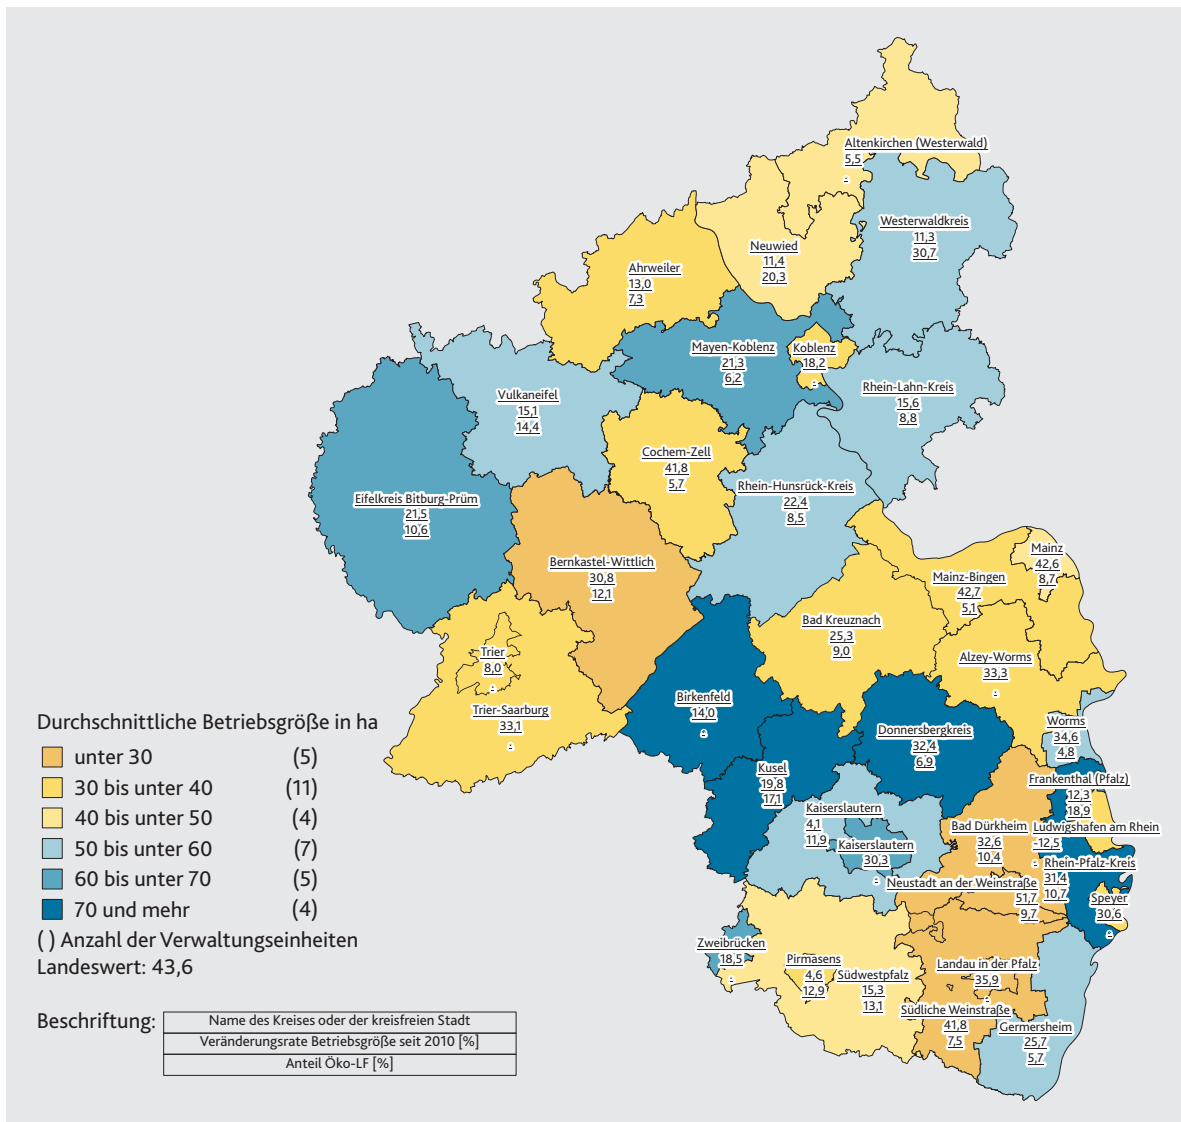 Altenkirchen (Westerwald)
5,5
.
Westerwaldkreis
11,3
30,7
Neuwied
11,4
20,3
Ahrweiler
13,0
7,3
Mayen-Koblenz
21,3
6,2
Koblenz
18,2
.
Rhein-Lahn-Kreis
15,6
8,8
Vulkaneifel
15,1
14,4
Cochem-Zell
41,8
5,7
Rhein-Hunsrück-Kreis
22,4
8,5
Eifelkreis Bitburg-Prüm
21,5
10,6
Bernkastel-Wittlich
30,8
12,1
Mainz
42,6
8,7
Mainz-Bingen
42,7
5,1
Bad Kreuznach
25,3
9,0
Alzey-Worms
33,3
.
Trier
8,0
.
Trier-Saarburg
33,1
.
Birkenfeld
14,0
.
Donnersbergkreis
32,4
6,9
Worms
34,6
4,8
Kusel
19,8
17,1
Frankenthal (Pfalz)
12,3
18,9
Kaiserslautern
4,1
11,9
Kaiserslautern
30,3
.
Bad Dürkheim
32,6
10,4
Ludwigshafen am Rhein
-12,5
.
Rhein-Pfalz-Kreis
31,4
10,7
Neustadt an der Weinstraße
51,7
9,7
Speyer
30,6
.
Zweibrücken
18,5
.
Pirmasens
4,6
12,9
Südwestpfalz
15,3
13,1
Landau in der Pfalz
35,9
.
Südliche Weinstraße
41,8
7,5
Germersheim
25,7
5,7
Durchschnittliche Betriebsgröße in ha
unter 30 (5)
30 bis unter 40 (11)
40 bis unter 50 (4)
50 bis unter 60 (7)
60 bis unter 70 (5)
70 und mehr (4)
( ) Anzahl der Verwaltungseinheiten
Landeswert: 43,6
Beschriftung:
Name des Kreises oder der kreisfreien Stadt
Veränderungsrate Betriebsgröße seit 2010 [%]
Anteil Öko-LF [%]